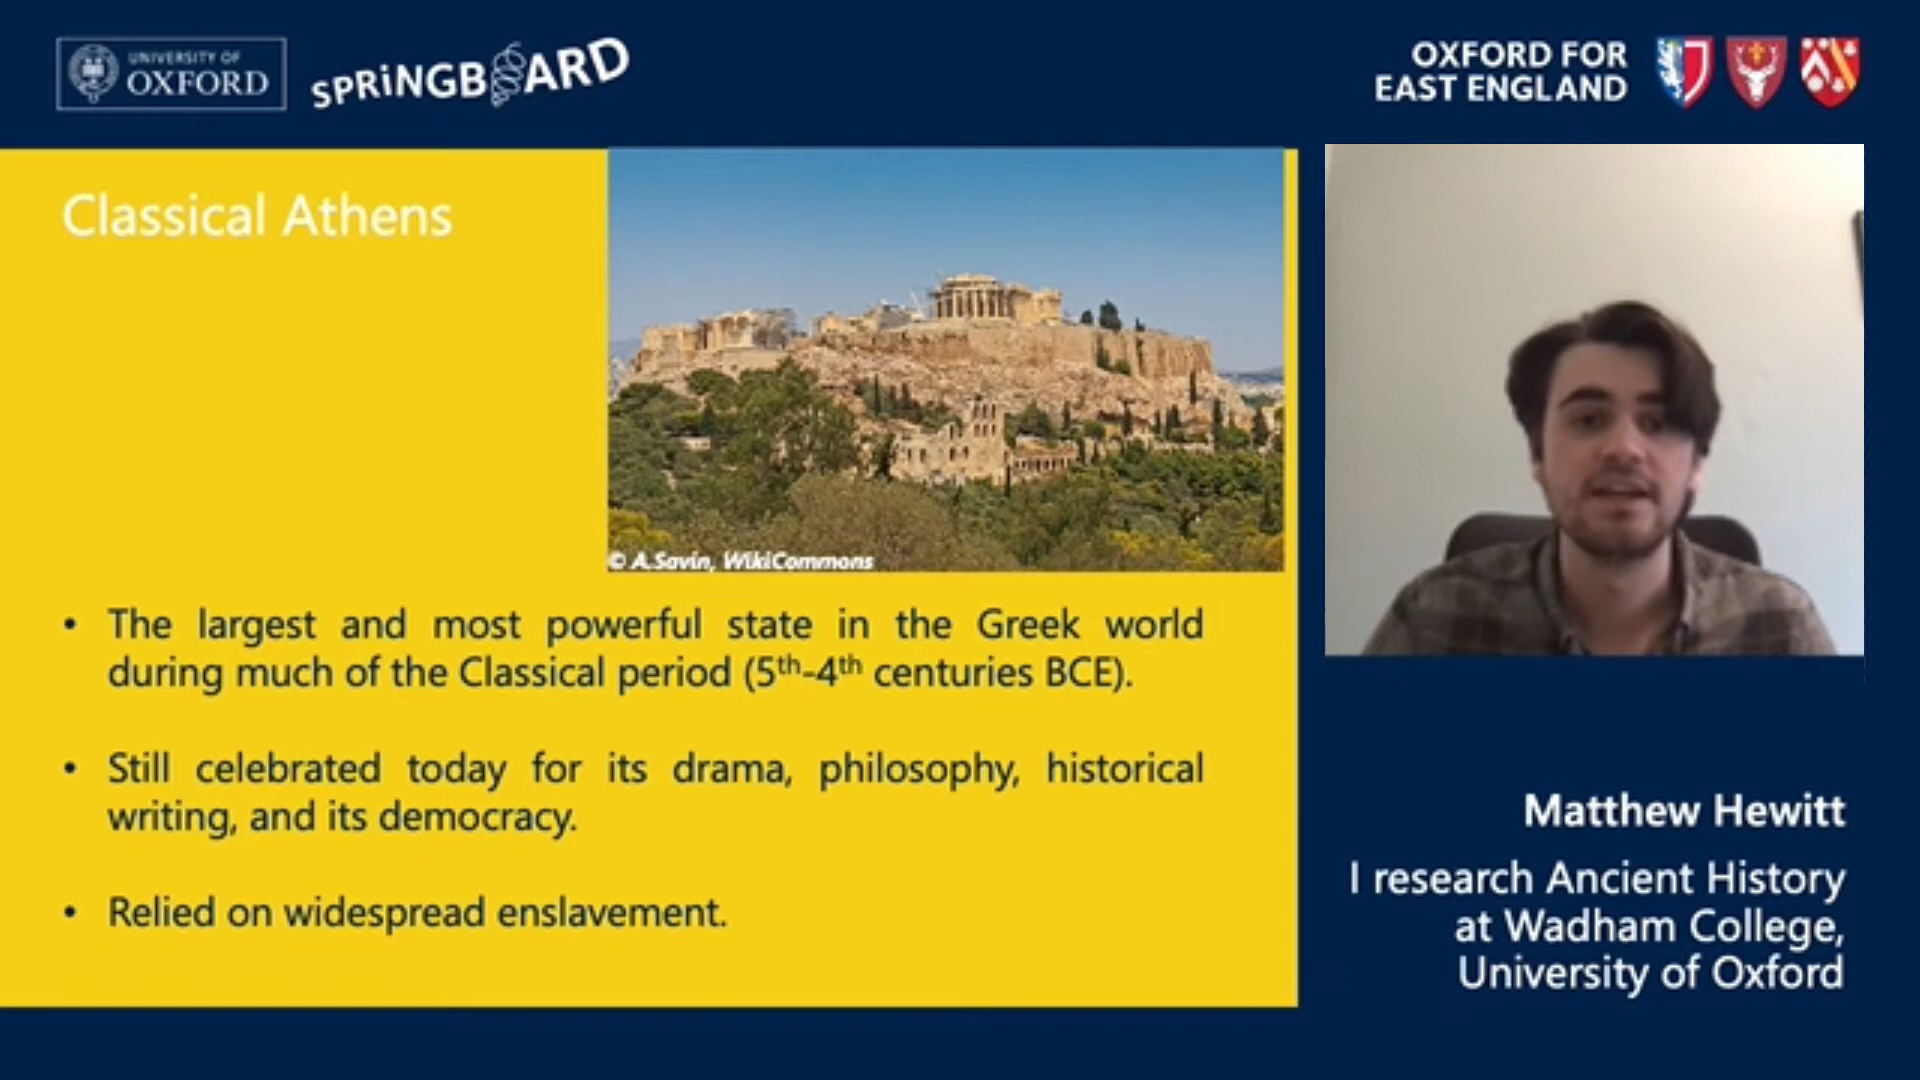 UNIVERSITY OF
OXFORD
SPRiNGBOARD
OXFORD FOR
EAST ENGLAND
Classical Athens
© A.Savin, WikiCommons
• The largest and most powerful state in the Greek world
during much of the Classical period (5th-4th centuries BCE).
• Still celebrated today for its drama, philosophy, historical
writing, and its democracy.
• Relied on widespread enslavement.
Matthew Hewitt
I research Ancient History
at Wadham College,
University of Oxford